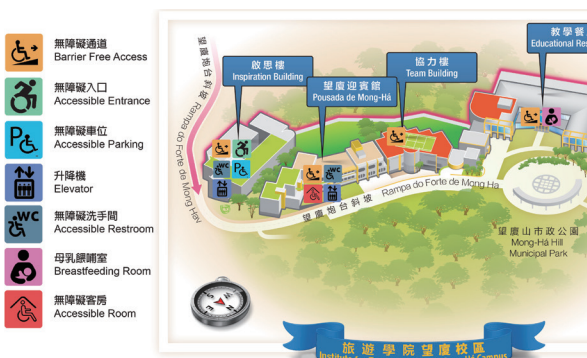 無障礙通道
Barrier Free Access
無障礙入口
Accessible Entrance
無障礙車位
Accessible Parking
升降機
Elevator
WC
無障礙洗手間
Accessible Restroom
母乳餵哺室
Breastfeeding Room
無障礙客房
Accessible Room
望廈炮台斜坡 Rampa do Forte de Mong
啟思樓
Inspiration Building
望廈迎賓館
Pousada de Mong-Há
協力樓
Team Building
教學餐
Educational Res
P
WC
WC
望廈炮台斜坡
Rampa do Forte de Mong Ha
望廈山市政公園
Mong-Há Hill
Municipal Park
旅遊學院望廈校區
Campus